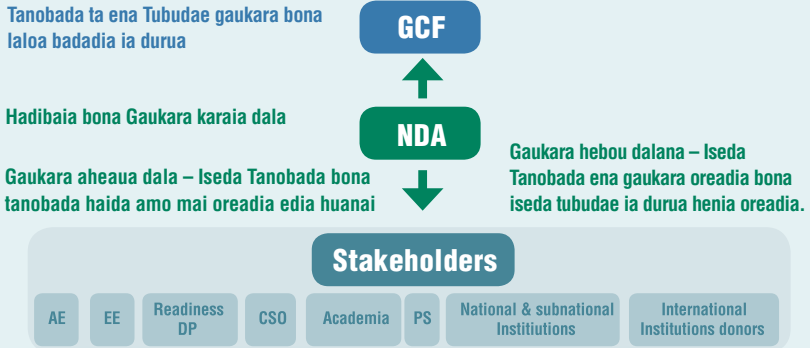 Tanobada ta ena Tubudae gaukara bona
laloa badadia ia durua
GCF
Hadibaia bona Gaukara karaia dala
NDA
Gaukara aheaua dala – Iseda Tanobada bona
tanobada haida amo mai oreadia edia huanai
Gaukara hebou dalana – Iseda
Tanobada ena gaukara oreadia bona
iseda tubudae ia durua henia oreadia.
Stakeholders
AE
EE
Readiness
DP
CSO
Academia
PS
National & subnational
Institiutions
International
Institutions donors